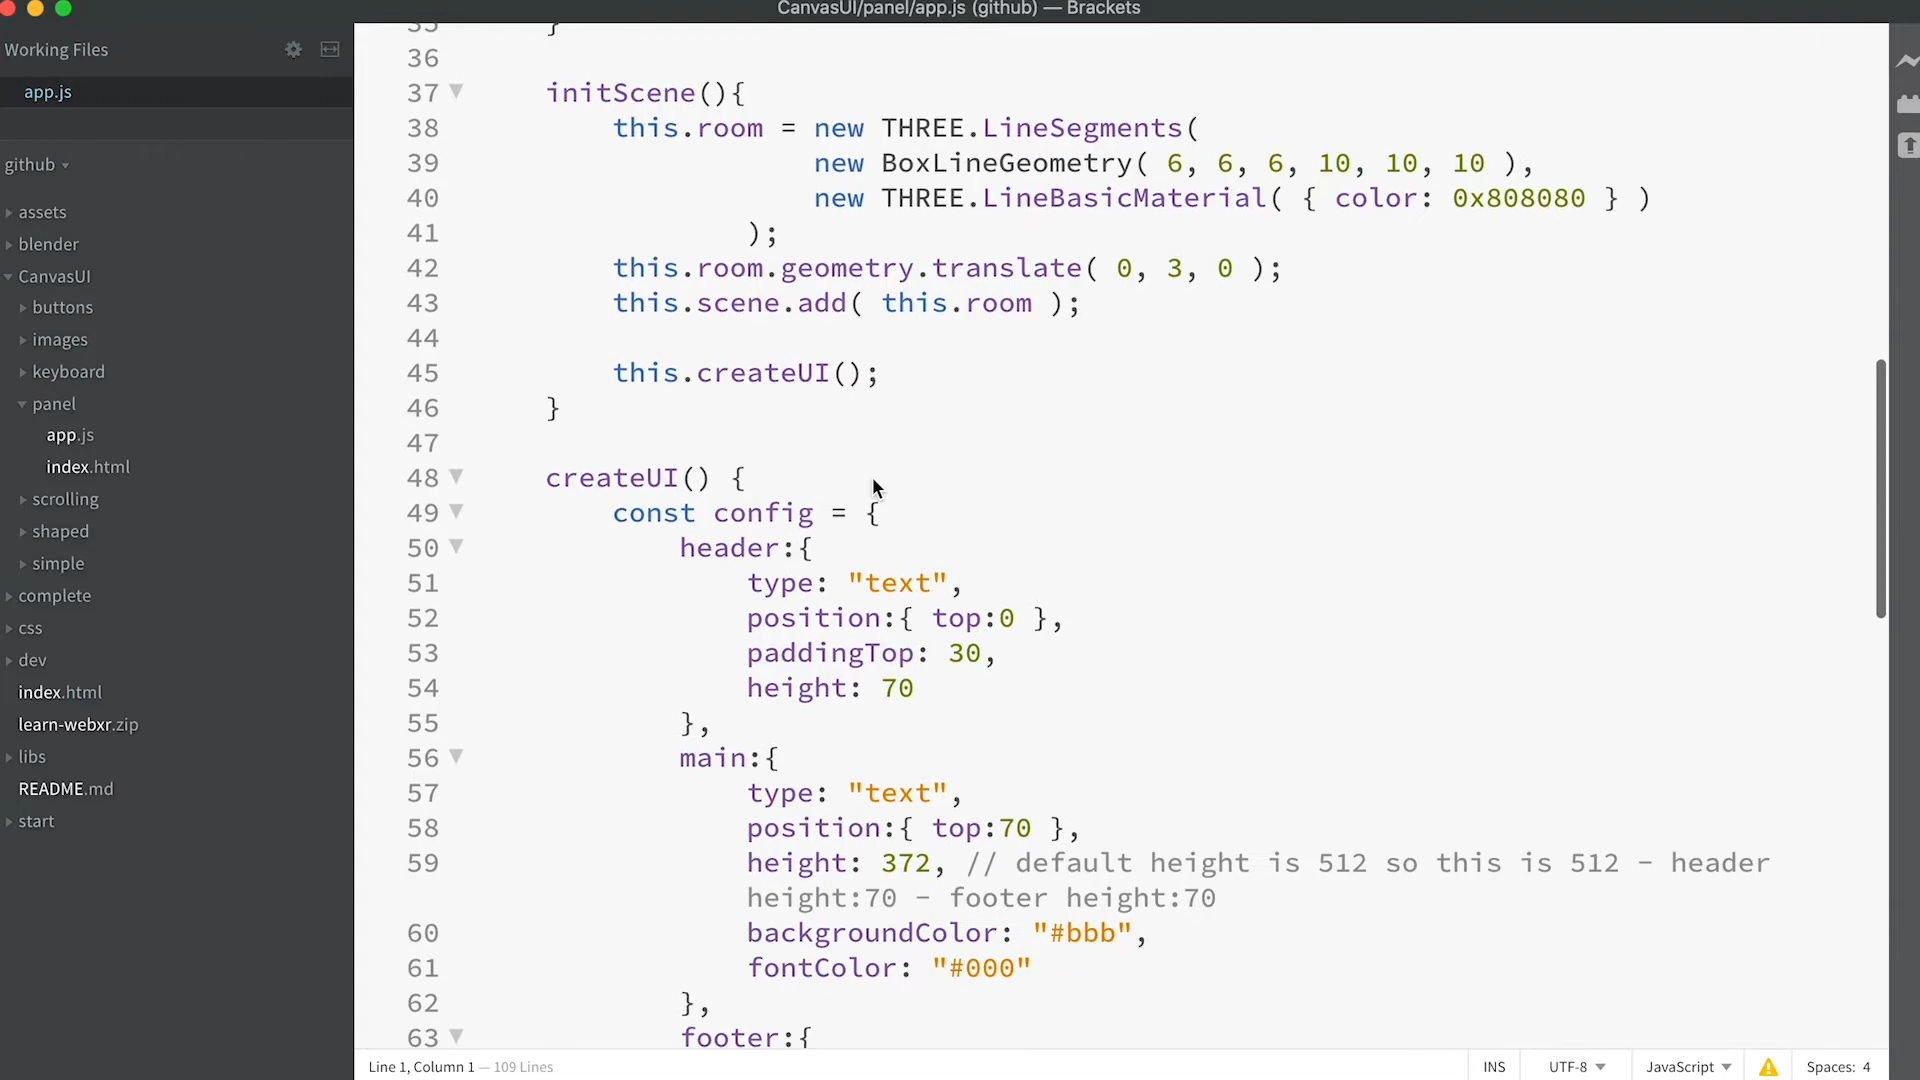 CanvasUI/panel/app.js (github) — Brackets
Working Files
app.js
github
assets
blender
CanvasUI
buttons
images
keyboard
panel
app.js
index.html
scrolling
shaped
simple
complete
css
dev
index.html
learn-webxr.zip
libs
README.md
start
35 }
36
37 initScene(){
38 this.room = new THREE.LineSegments(
39 new BoxLineGeometry( 6, 6, 6, 10, 10, 10 ),
40 new THREE.LineBasicMaterial( { color: 0x808080 } )
41 );
42 this.room.geometry.translate( 0, 3, 0 );
43 this.scene.add( this.room );
44
45 this.createUI();
46 }
47
48 createUI() {
49 const config = {
50 header:{
51 type: "text",
52 position:{ top:0 },
53 paddingTop: 30,
54 height: 70
55 },
56 main:{
57 type: "text",
58 position:{ top:70 },
59 height: 372, // default height is 512 so this is 512 - header
height:70 - footer height:70
60 backgroundColor: "#bbb",
61 fontColor: "#000"
62 },
63 footer:{
Line 1, Column 1 — 109 Lines
INS UTF-8 JavaScript Spaces: 4